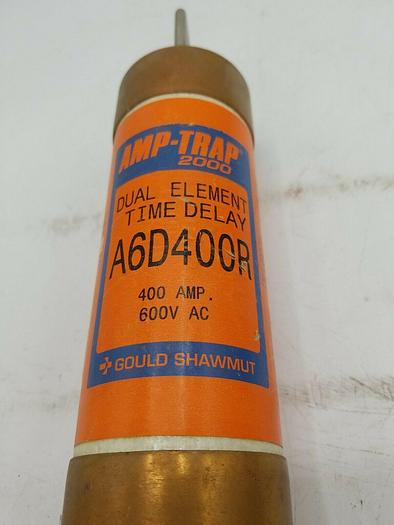 AMP-TRAP
2000
DUAL ELEMENT
TIME DELAY
A6D400R
400 AMP.
600V AC
GOULD SHAWMUT